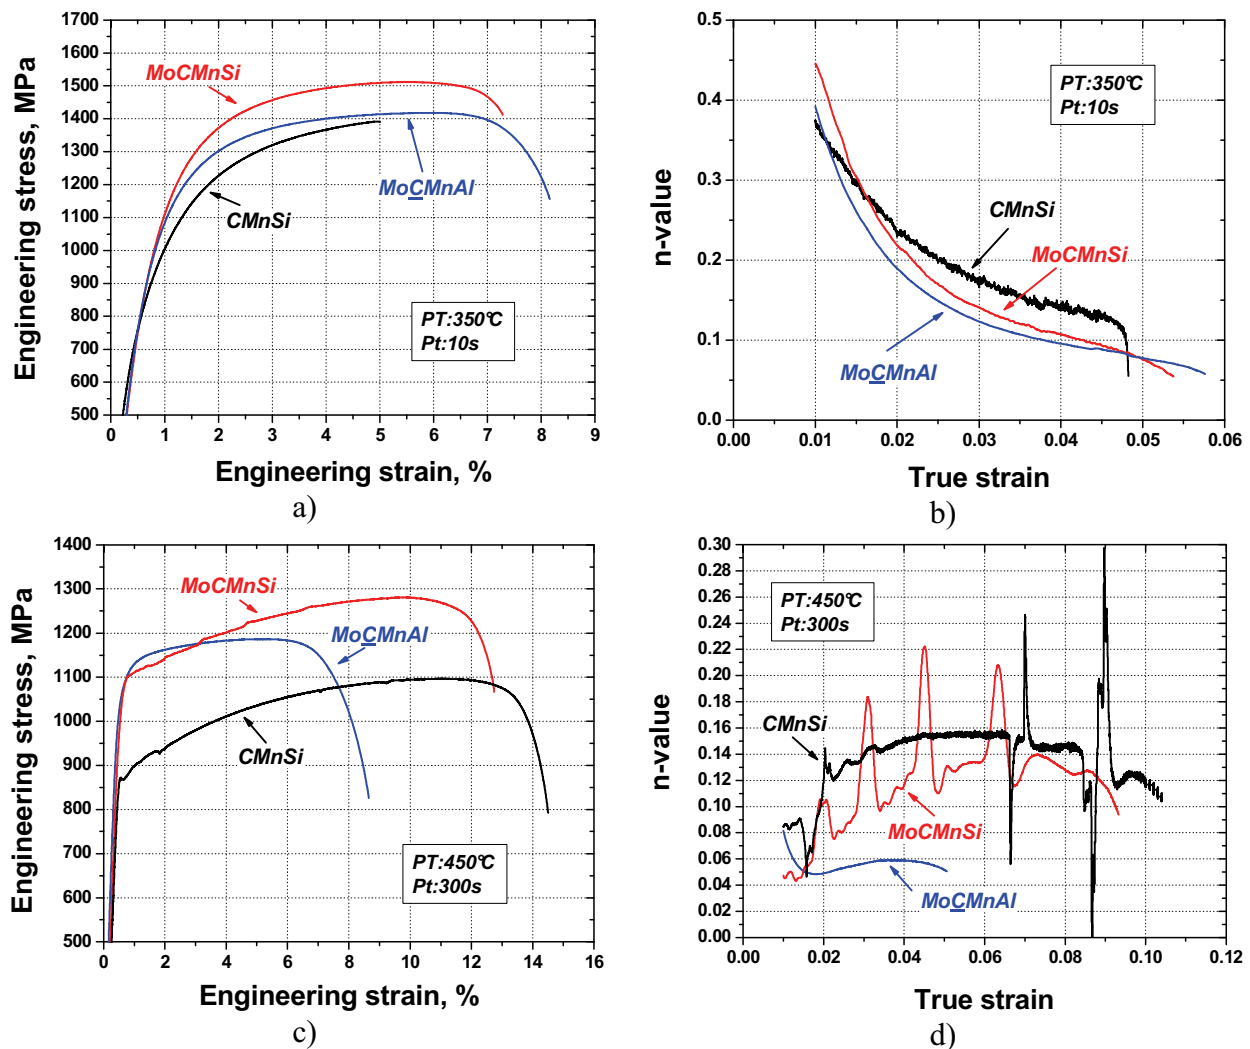 1700
1600
1500
1400
1300
1200
1100
1000
900
800
700
600
500
Engineering stress, MPa
MoCMnSi
MoCMnAl
CMnSi
PT:350℃
Pt:10s
0 1 2 3 4 5 6 7 8 9
Engineering strain, %
a)
0.5
0.4
0.3
0.2
0.1
0.0
n-value
PT:350℃
Pt:10s
CMnSi
MoCMnSi
MoCMnAl
0.00 0.01 0.02 0.03 0.04 0.05 0.06
True strain
b)
1400
1300
1200
1100
1000
900
800
700
600
500
Engineering stress, MPa
MoCMnSi
MoCMnAl
CMnSi
PT:450℃
Pt:300s
0 2 4 6 8 10 12 14 16
Engineering strain, %
c)
0.30
0.28
0.26
0.24
0.22
0.20
0.18
0.16
0.14
0.12
0.10
0.08
0.06
0.04
0.02
0.00
n-value
PT:450℃
Pt:300s
CMnSi
MoCMnSi
MoCMnAl
0.00 0.02 0.04 0.06 0.08 0.10 0.12
True strain
d)